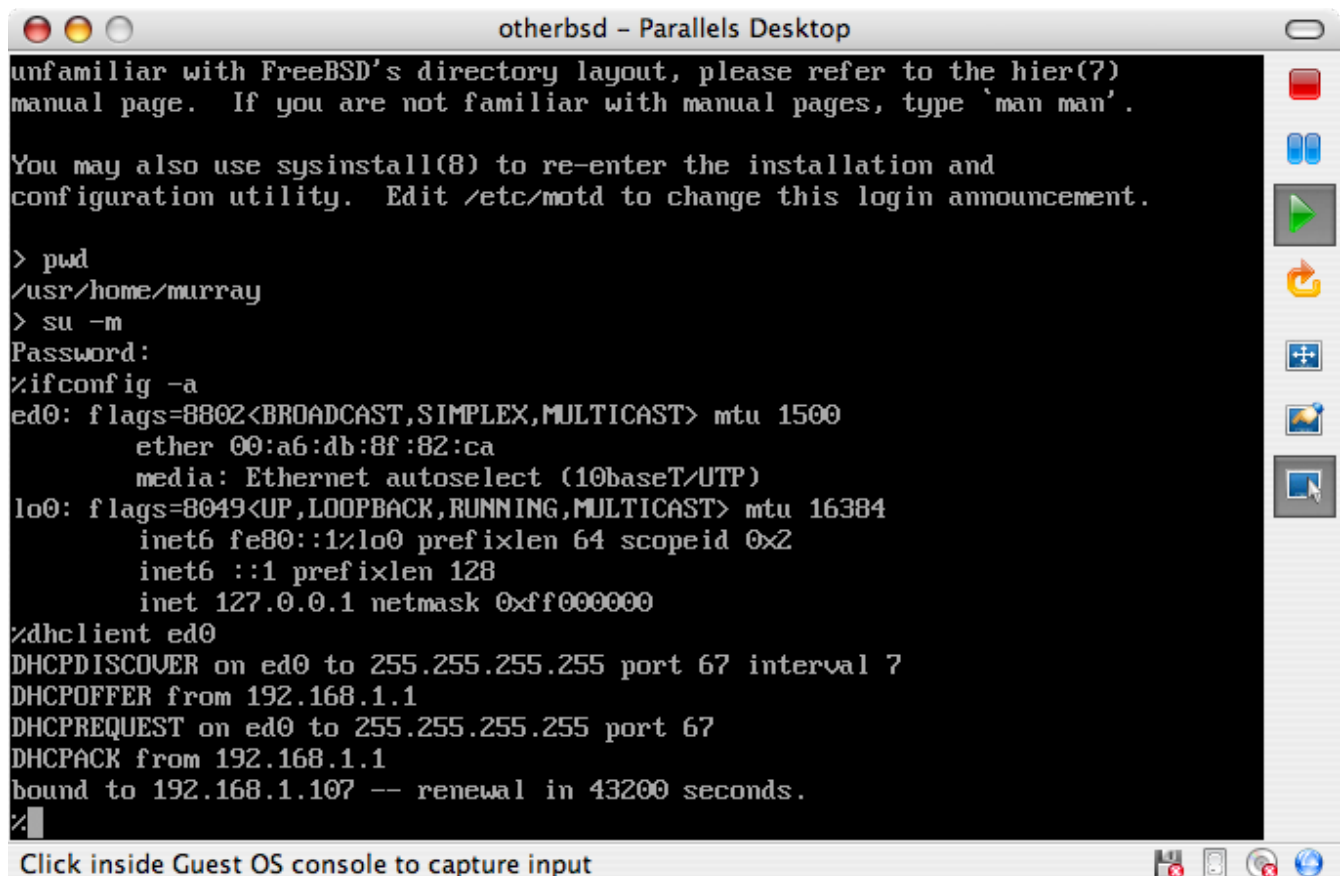 otherbsd – Parallels Desktop
unfamiliar with FreeBSD's directory layout, please refer to the hier(7)
manual page.  If you are not familiar with manual pages, type `man man'.
You may also use sysinstall(8) to re-enter the installation and
configuration utility.  Edit /etc/motd to change this login announcement.
> pwd
/usr/home/murray
> su -m
Password:
%ifconfig -a
ed0: flags=8802<BROADCAST,SIMPLEX,MULTICAST> mtu 1500
        ether 00:a6:db:8f:82:ca
        media: Ethernet autoselect (10baseT/UTP)
lo0: flags=8049<UP,LOOPBACK,RUNNING,MULTICAST> mtu 16384
        inet6 fe80::1%lo0 prefixlen 64 scopeid 0x2
        inet6 ::1 prefixlen 128
        inet 127.0.0.1 netmask 0xff000000
%dhclient ed0
DHCPDISCOVER on ed0 to 255.255.255.255 port 67 interval 7
DHCPOFFER from 192.168.1.1
DHCPREQUEST on ed0 to 255.255.255.255 port 67
DHCPACK from 192.168.1.1
bound to 192.168.1.107 -- renewal in 43200 seconds.
%
Click inside Guest OS console to capture input